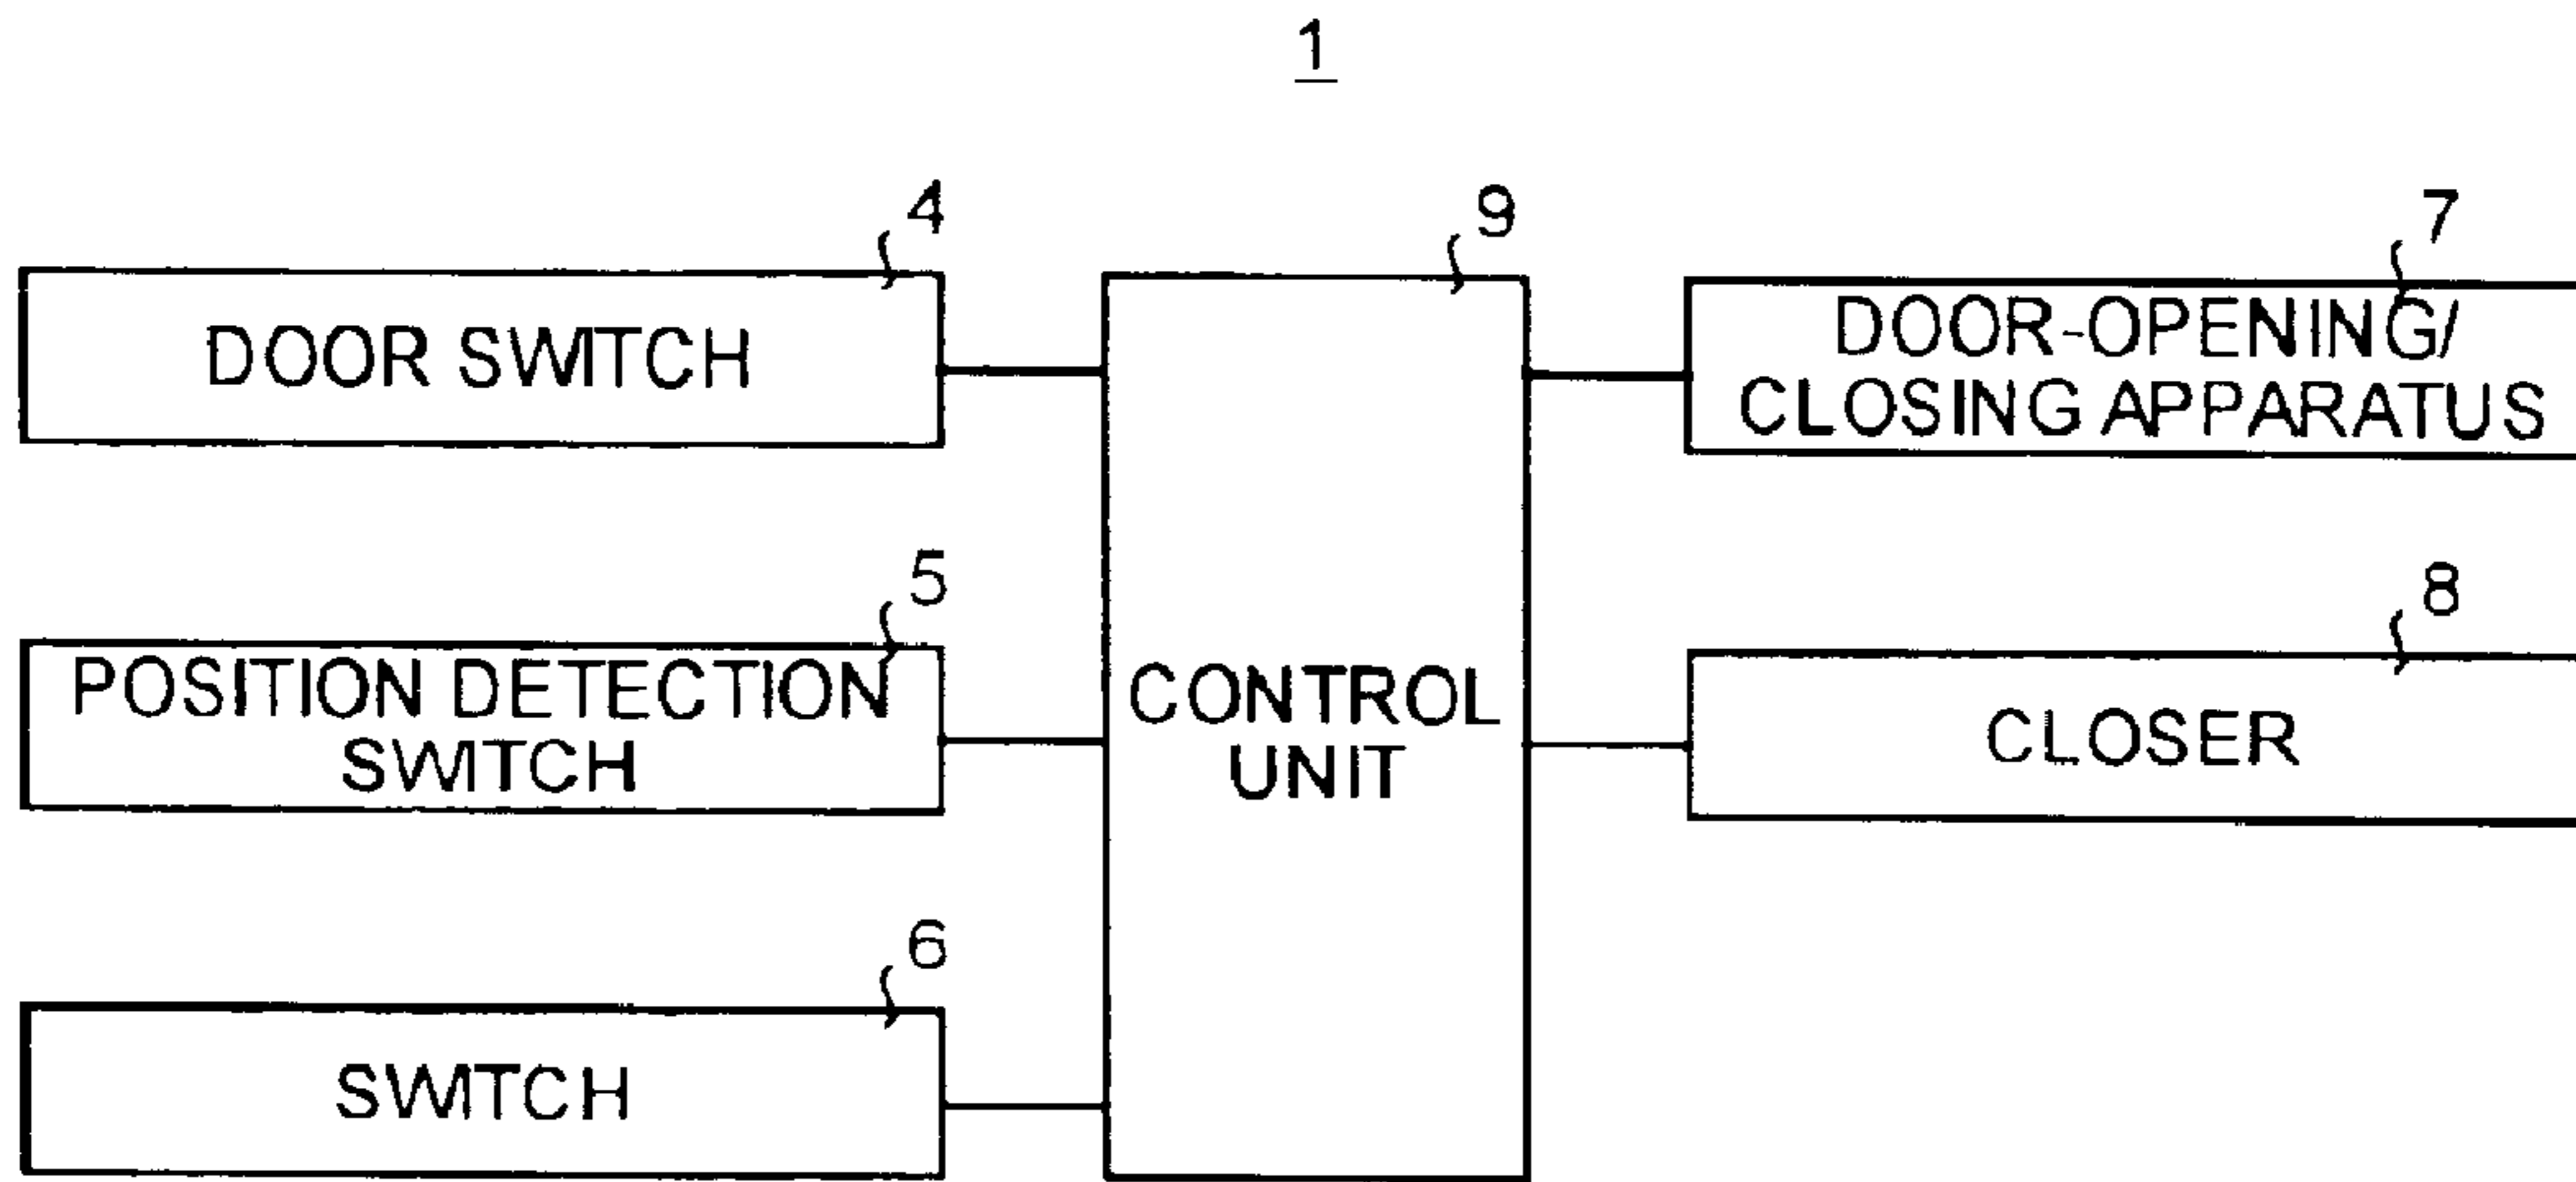 1
4
DOOR SWITCH
5
POSITION DETECTION
SWITCH
6
SWITCH
9
CONTROL
UNIT
7
DOOR-OPENING/
CLOSING APPARATUS
8
CLOSER